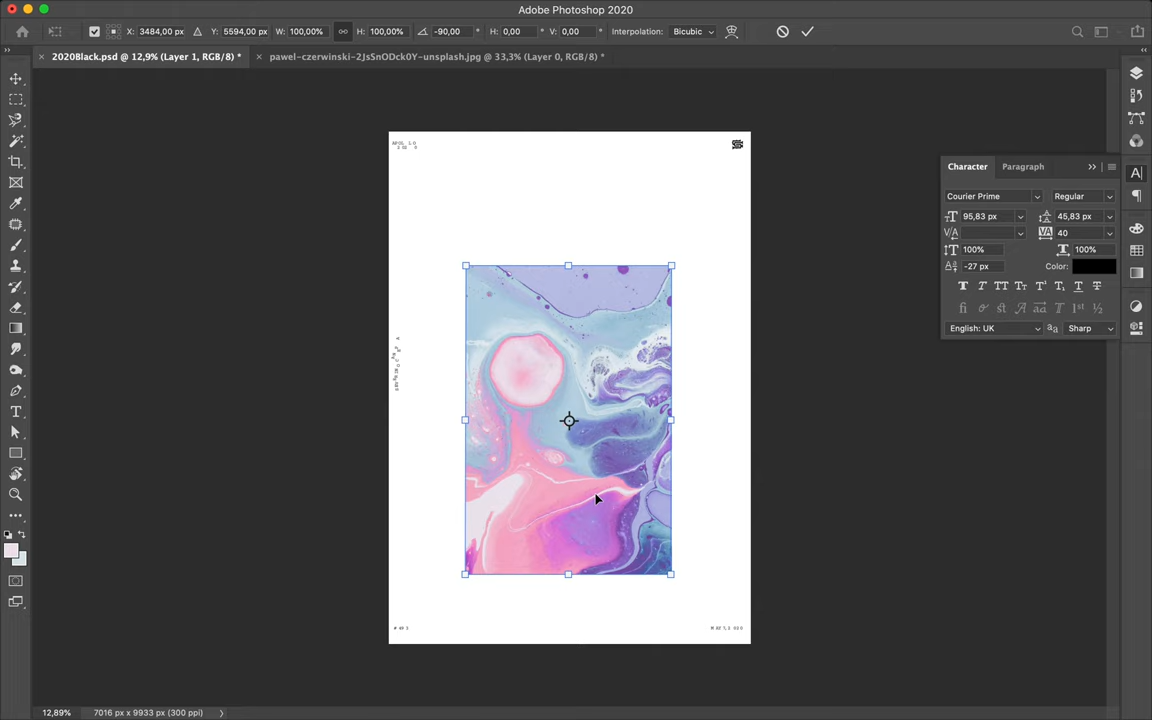 Adobe Photoshop 2020
X: 3484,00 px Y: 5594,00 px W: 100,00% H: 100,00% -90,00 ° H: 0,00 ° V: 0,00 ° Interpolation: Bicubic
× 2020Black.psd @ 12,9% (Layer 1, RGB/8) * × pawel-czerwinski-2JsSnODck0Y-unsplash.jpg @ 33,3% (Layer 0, RGB/8) *
Character Paragraph
Courier Prime Regular
95,83 px 45,83 px
40
100% 100%
-27 px Color:
English: UK Sharp
12,89% 7016 px x 9933 px (300 ppi)